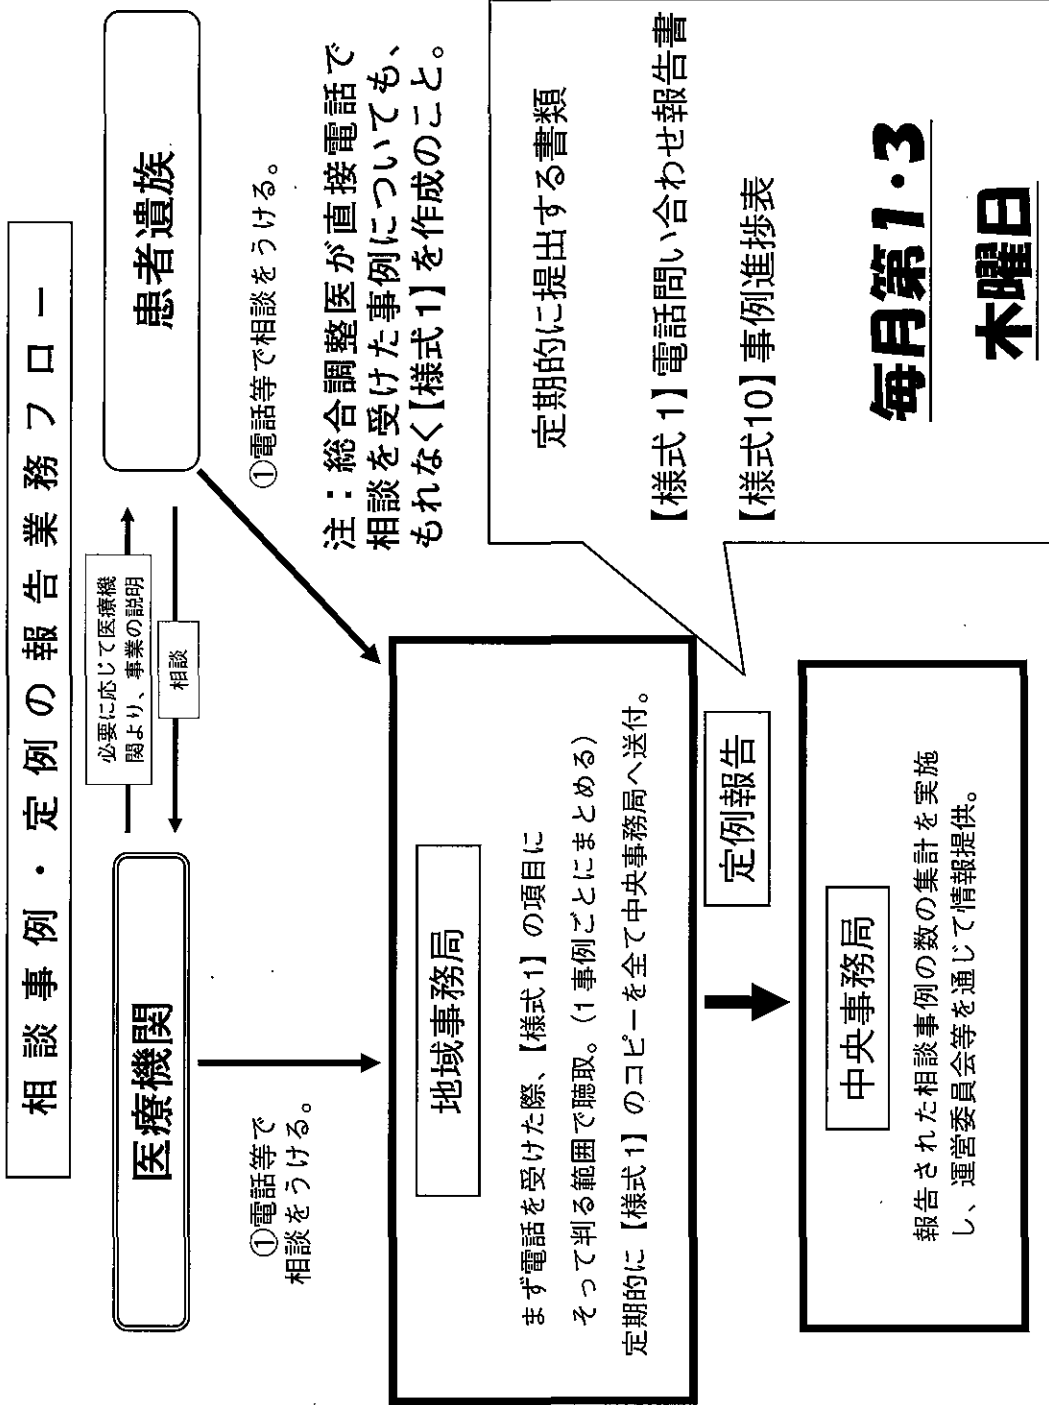 相談事例・定例の報告業務フロー
医療機関
必要に応じて医療機
関より、事業の説明
相談
患者遺族
①電話等で
相談をうける。
①電話等で相談をうける。
注：総合調整医が直接電話で
相談を受けた事例についても、
もれなく【様式1】を作成のこと。
地域事務局
まず電話を受けた際、【様式1】の項目に
そって判る範囲で聴取。（1事例ごとにまとめる）
定期的に【様式1】のコピーを全て中央事務局へ送付。
定例報告
定期的に提出する書類
【様式1】電話問い合わせ報告書
【様式10】事例進捗表
毎月第1・3
木曜日
中央事務局
報告された相談事例の数の集計を実施
し、運営委員会等を通じて情報提供。